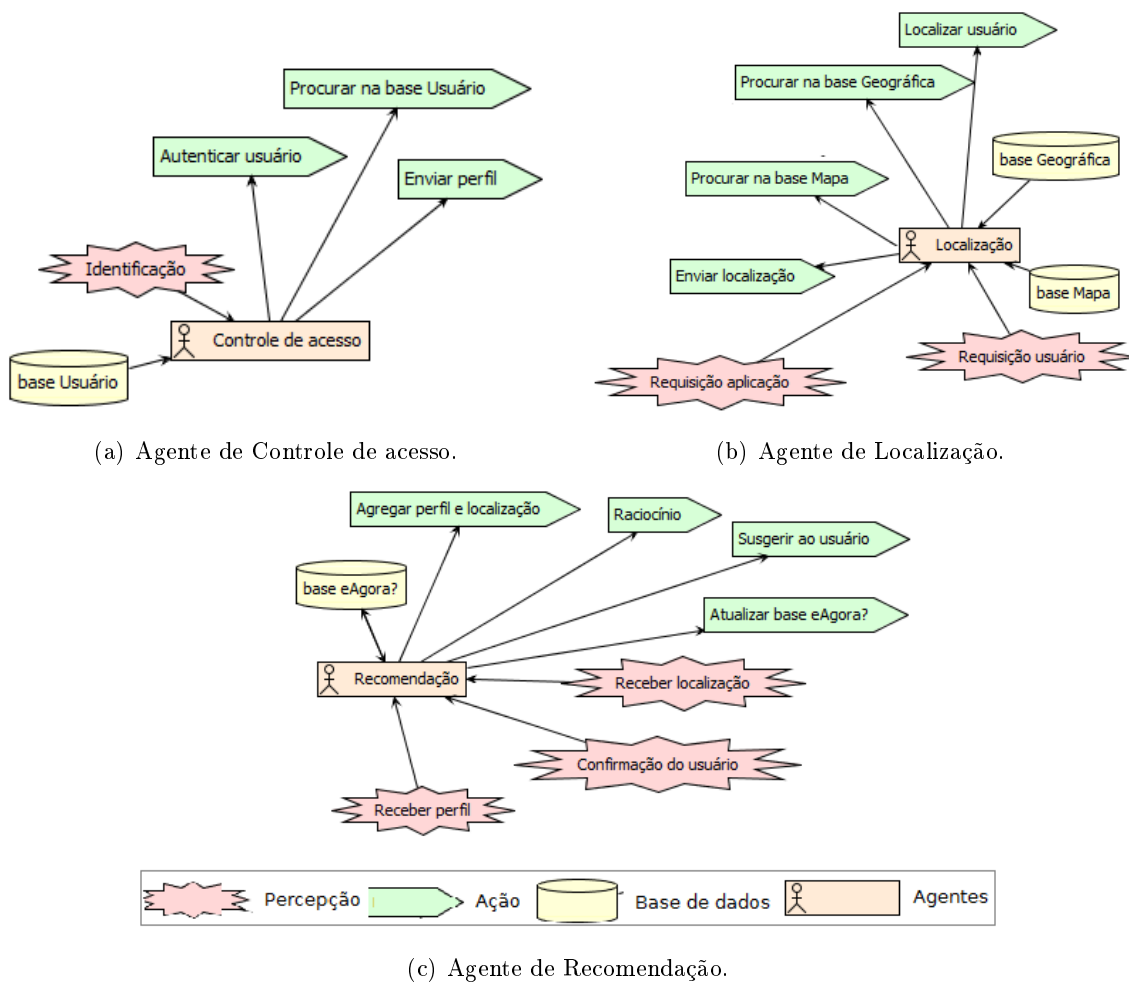 Procurar na base Usuário
Autenticar usuário
Enviar perfil
Identificação
Controle de acesso
base Usuário
(a) Agente de Controle de acesso.
Localizar usuário
Procurar na base Geográfica
base Geográfica
Procurar na base Mapa
Localização
Enviar localização
base Mapa
Requisição usuário
Requisição aplicação
(b) Agente de Localização.
Agregar perfil e localização
Raciocínio
Susgerir ao usuário
base eAgora?
Atualizar base eAgora?
Recomendação
Receber localização
Confirmação do usuário
Receber perfil
Percepção
Ação
Base de dados
Agentes
(c) Agente de Recomendação.